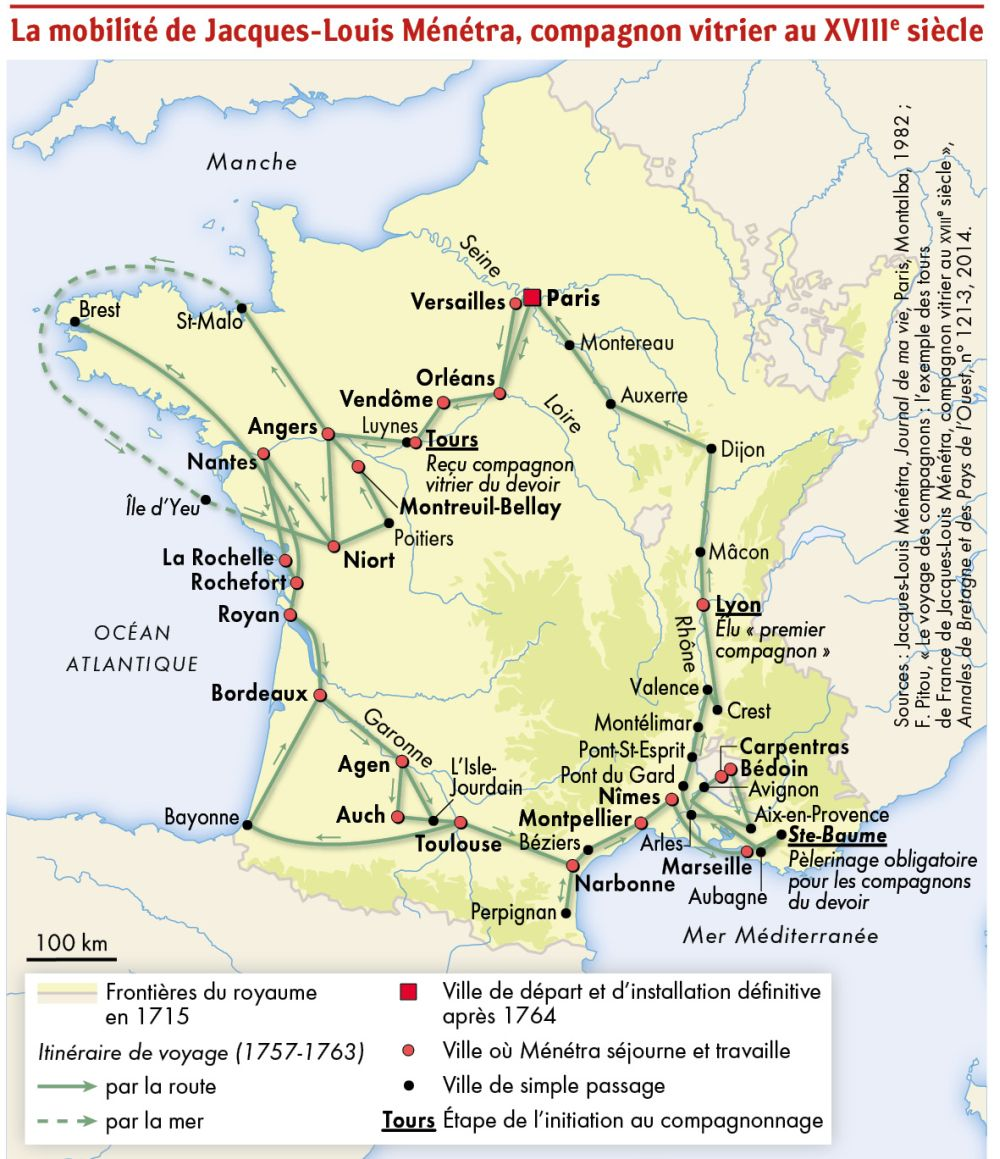 La mobilité de Jacques-Louis Ménétra, compagnon vitrier au XVIIIe siècle
Manche
Seine
Brest
St-Malo
Versailles
Paris
Montereau
Orléans
Vendôme
Loire
Auxerre
Angers
Luynes
Tours
Reçu compagnon
vitrier du devoir
Dijon
Nantes
Montreuil-Bellay
Île d'Yeu
Poitiers
Niort
La Rochelle
Rochefort
Royan
Mâcon
Lyon
Élu « premier
compagnon »
Rhône
OCÉAN
ATLANTIQUE
Valence
Crest
Bordeaux
Garonne
Montélimar
Pont-St-Esprit
Carpentras
Bédoin
Pont du Gard
Avignon
Agen
L'Isle-
Jourdain
Nîmes
Auch
Bayonne
Toulouse
Montpellier
Béziers
Arles
Aix-en-Provence
Ste-Baume
Pèlerinage obligatoire
pour les compagnons
du devoir
Marseille
Aubagne
Narbonne
Perpignan
Mer Méditerranée
Sources : Jacques-Louis Ménétra, Journal de ma vie, Paris, Montalba, 1982 ;
F. Pitou, « Le voyage des compagnons : l'exemple des tours
de France de Jacques-Louis Ménétra, compagnon vitrier au XVIIIe siècle »,
Annales de Bretagne et des Pays de l'Ouest, n° 121-3, 2014.
100 km
Frontières du royaume
en 1715
Itinéraire de voyage (1757-1763)
par la route
par la mer
Ville de départ et d'installation définitive
après 1764
Ville où Ménétra séjourne et travaille
Ville de simple passage
Tours Étape de l'initiation au compagnonnage